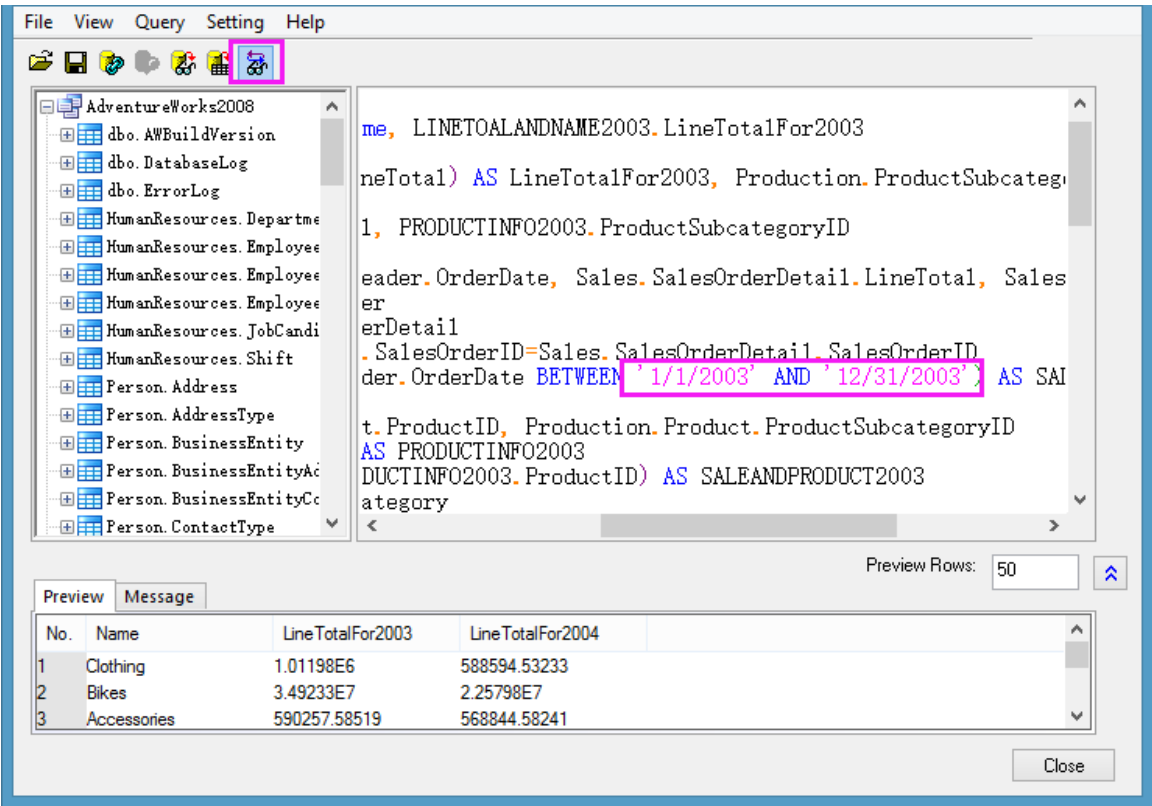 File View Query Setting Help
AdventureWorks2008
dbo.AWBuildVersion
dbo.DatabaseLog
dbo.ErrorLog
HumanResources.Departme
HumanResources.Employee
HumanResources.Employee
HumanResources.Employee
HumanResources.JobCandi
HumanResources.Shift
Person.Address
Person.AddressType
Person.BusinessEntity
Person.BusinessEntityAd
Person.BusinessEntityCo
Person.ContactType
me, LINETOALANDNAME2003.LineTotalFor2003
neTotal) AS LineTotalFor2003, Production.ProductSubcateg
1, PRODUCTINFO2003.ProductSubcategoryID
eader.OrderDate, Sales.SalesOrderDetail.LineTotal, Sales
er
erDetail
.SalesOrderID=Sales.SalesOrderDetail.SalesOrderID
der.OrderDate BETWEEN '1/1/2003' AND '12/31/2003') AS SAL
t.ProductID, Production.Product.ProductSubcategoryID
AS PRODUCTINFO2003
DUCTINFO2003.ProductID) AS SALEANDPRODUCT2003
ategory
Preview Rows: 50
Preview Message
No. Name LineTotalFor2003 LineTotalFor2004
1 Clothing 1.01198E6 588594.53233
2 Bikes 3.49233E7 2.25798E7
3 Accessories 590257.58519 568844.58241
Close